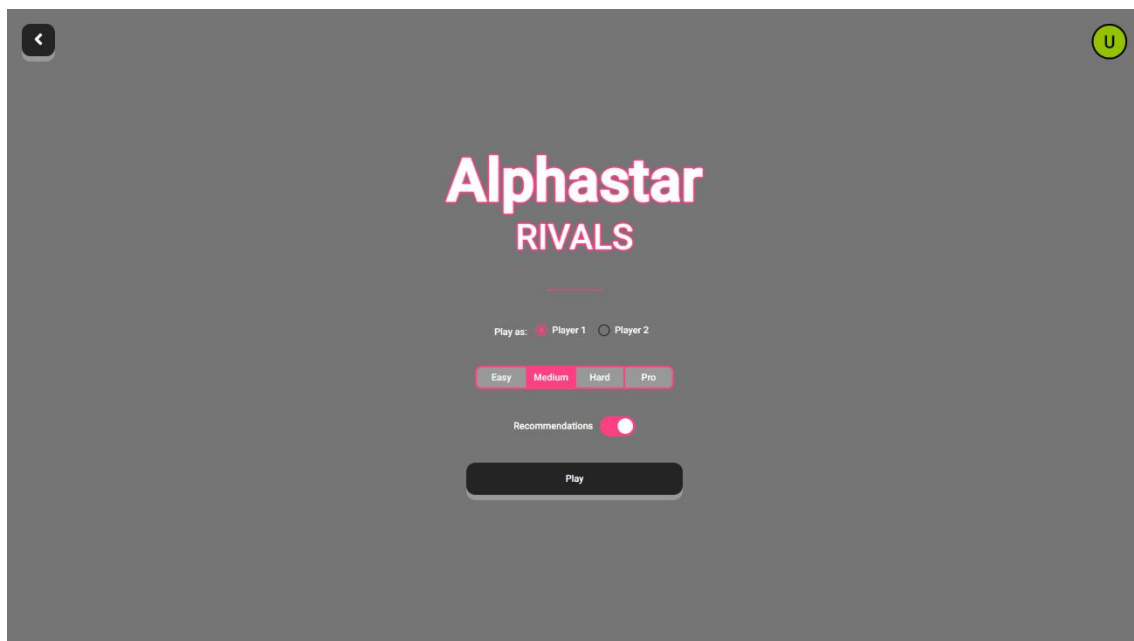 U
Alphastar
RIVALS
Play as: Player 1 Player 2
Easy Medium Hard Pro
Recommendations
Play